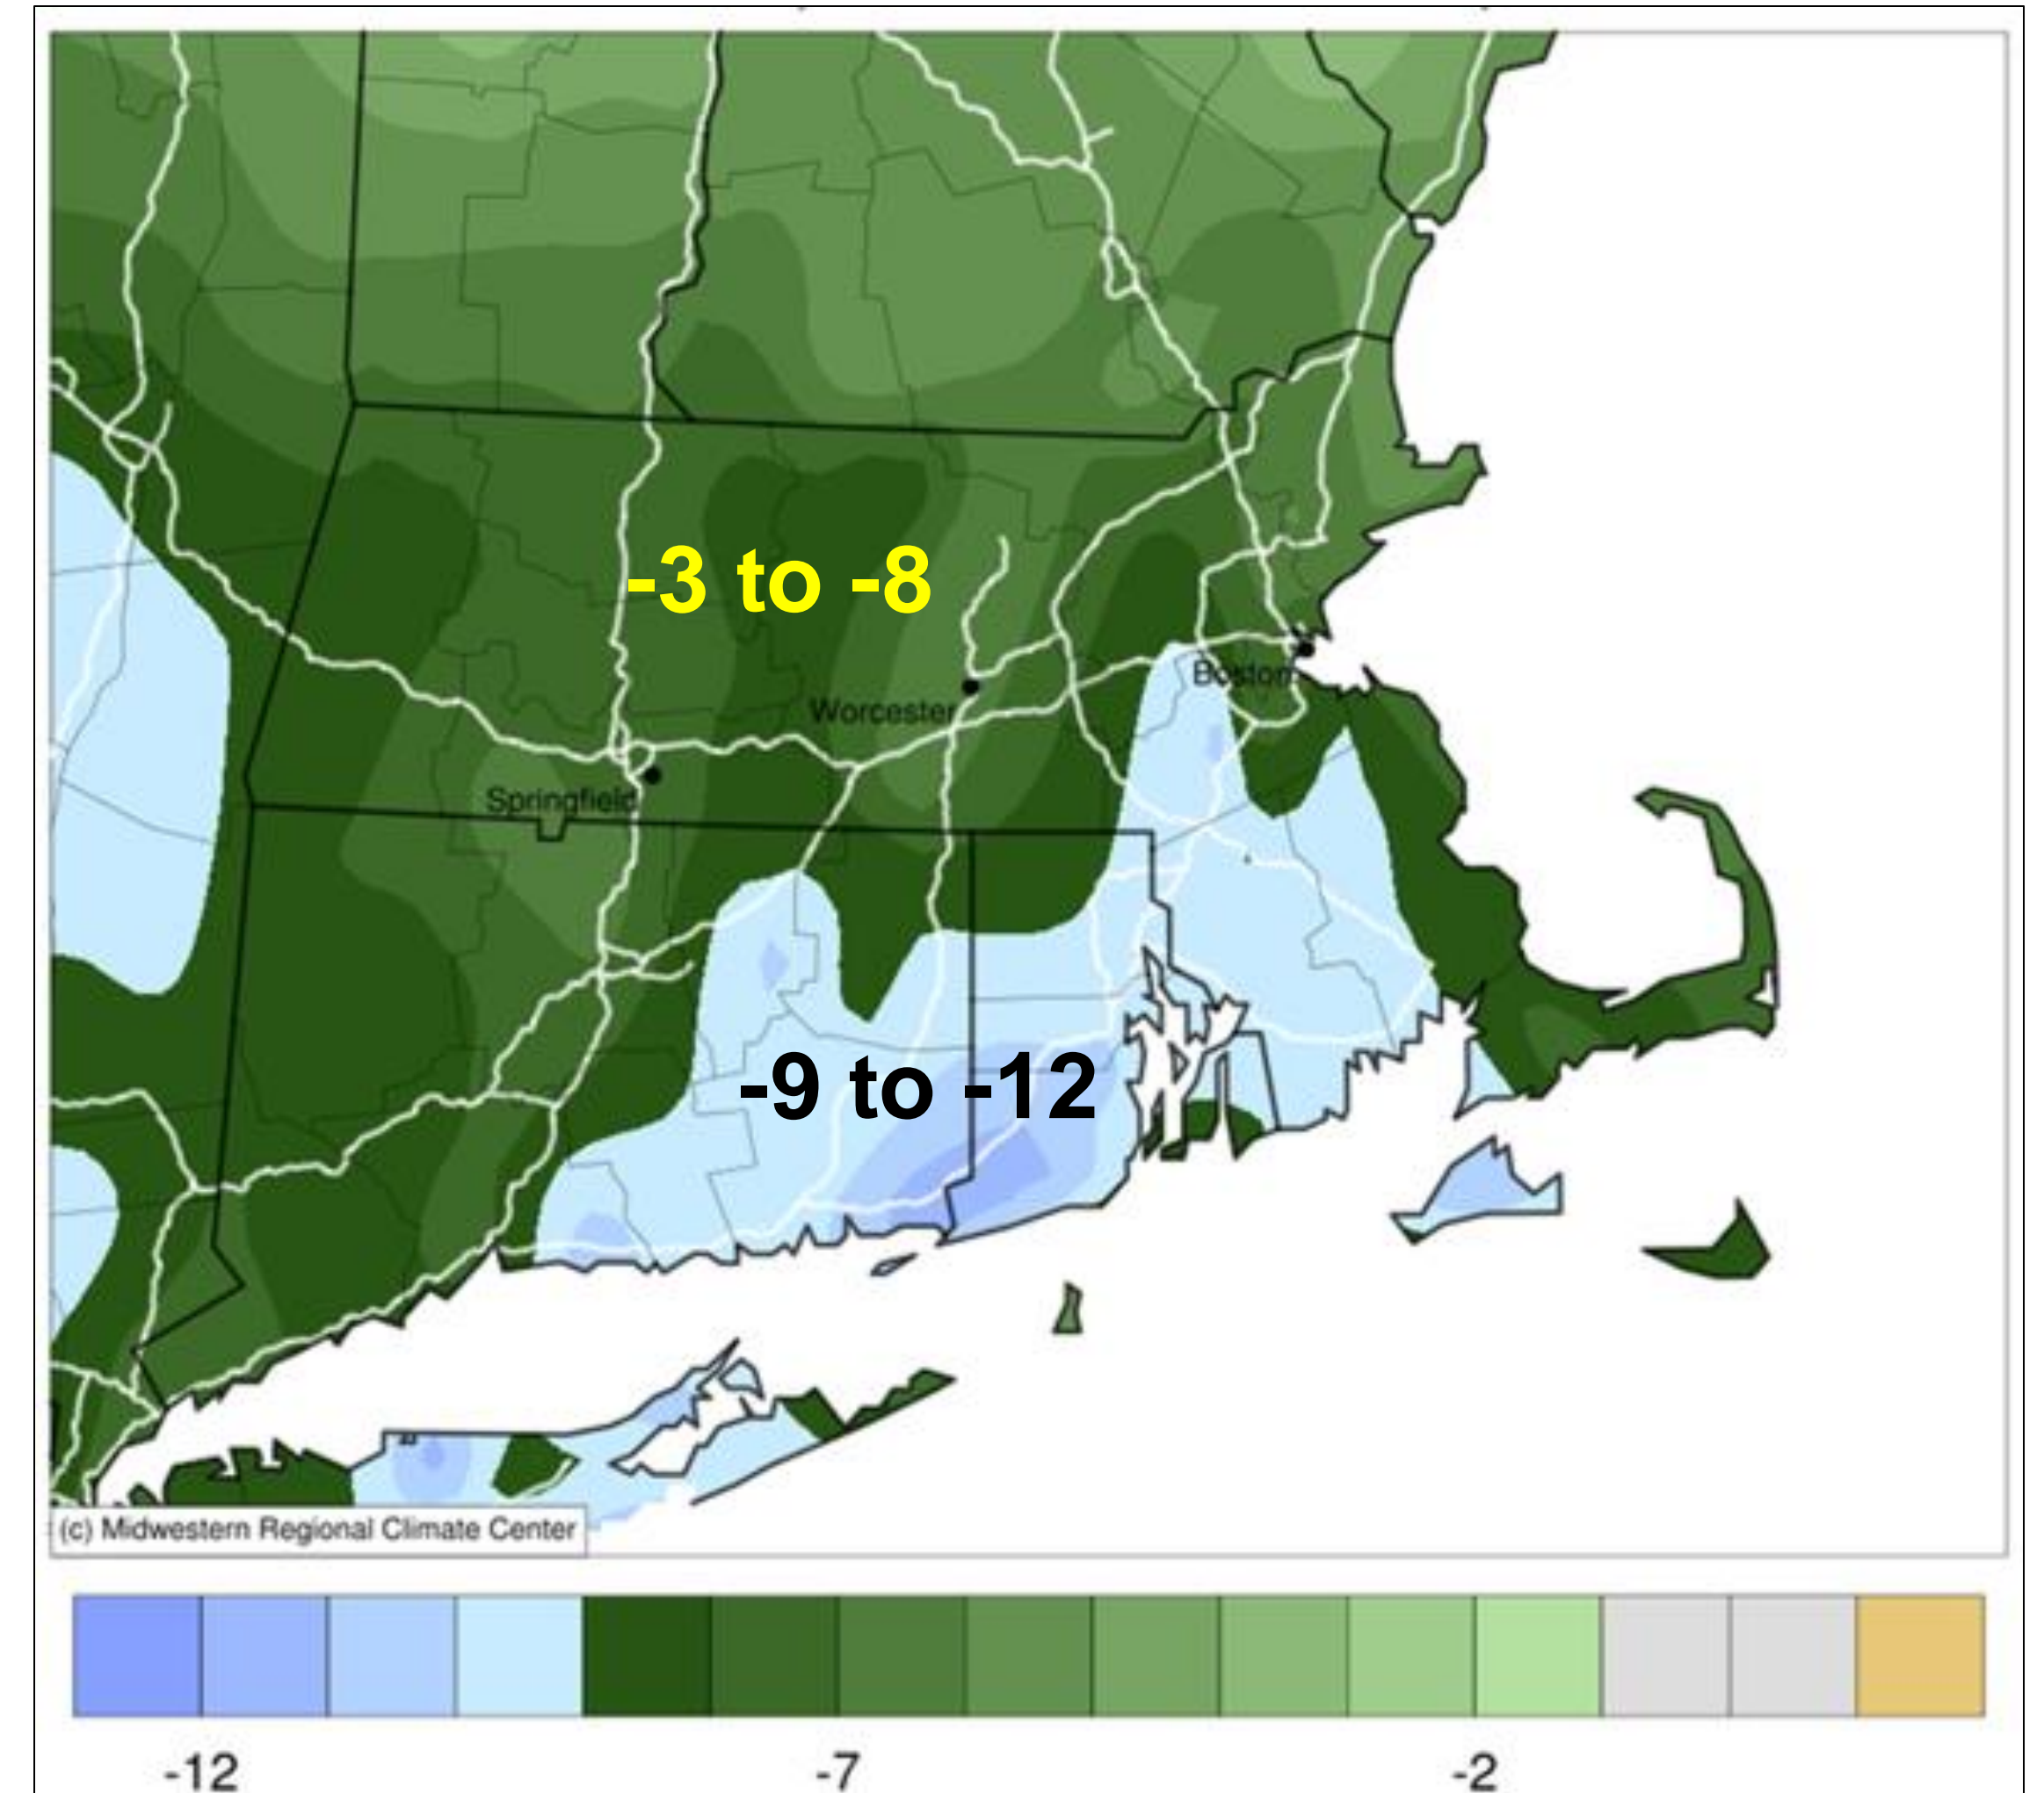 -3 to -8
Boston
Worcester
Springfield
-9 to -12
(c) Midwestern Regional Climate Center
-12 -7 -2